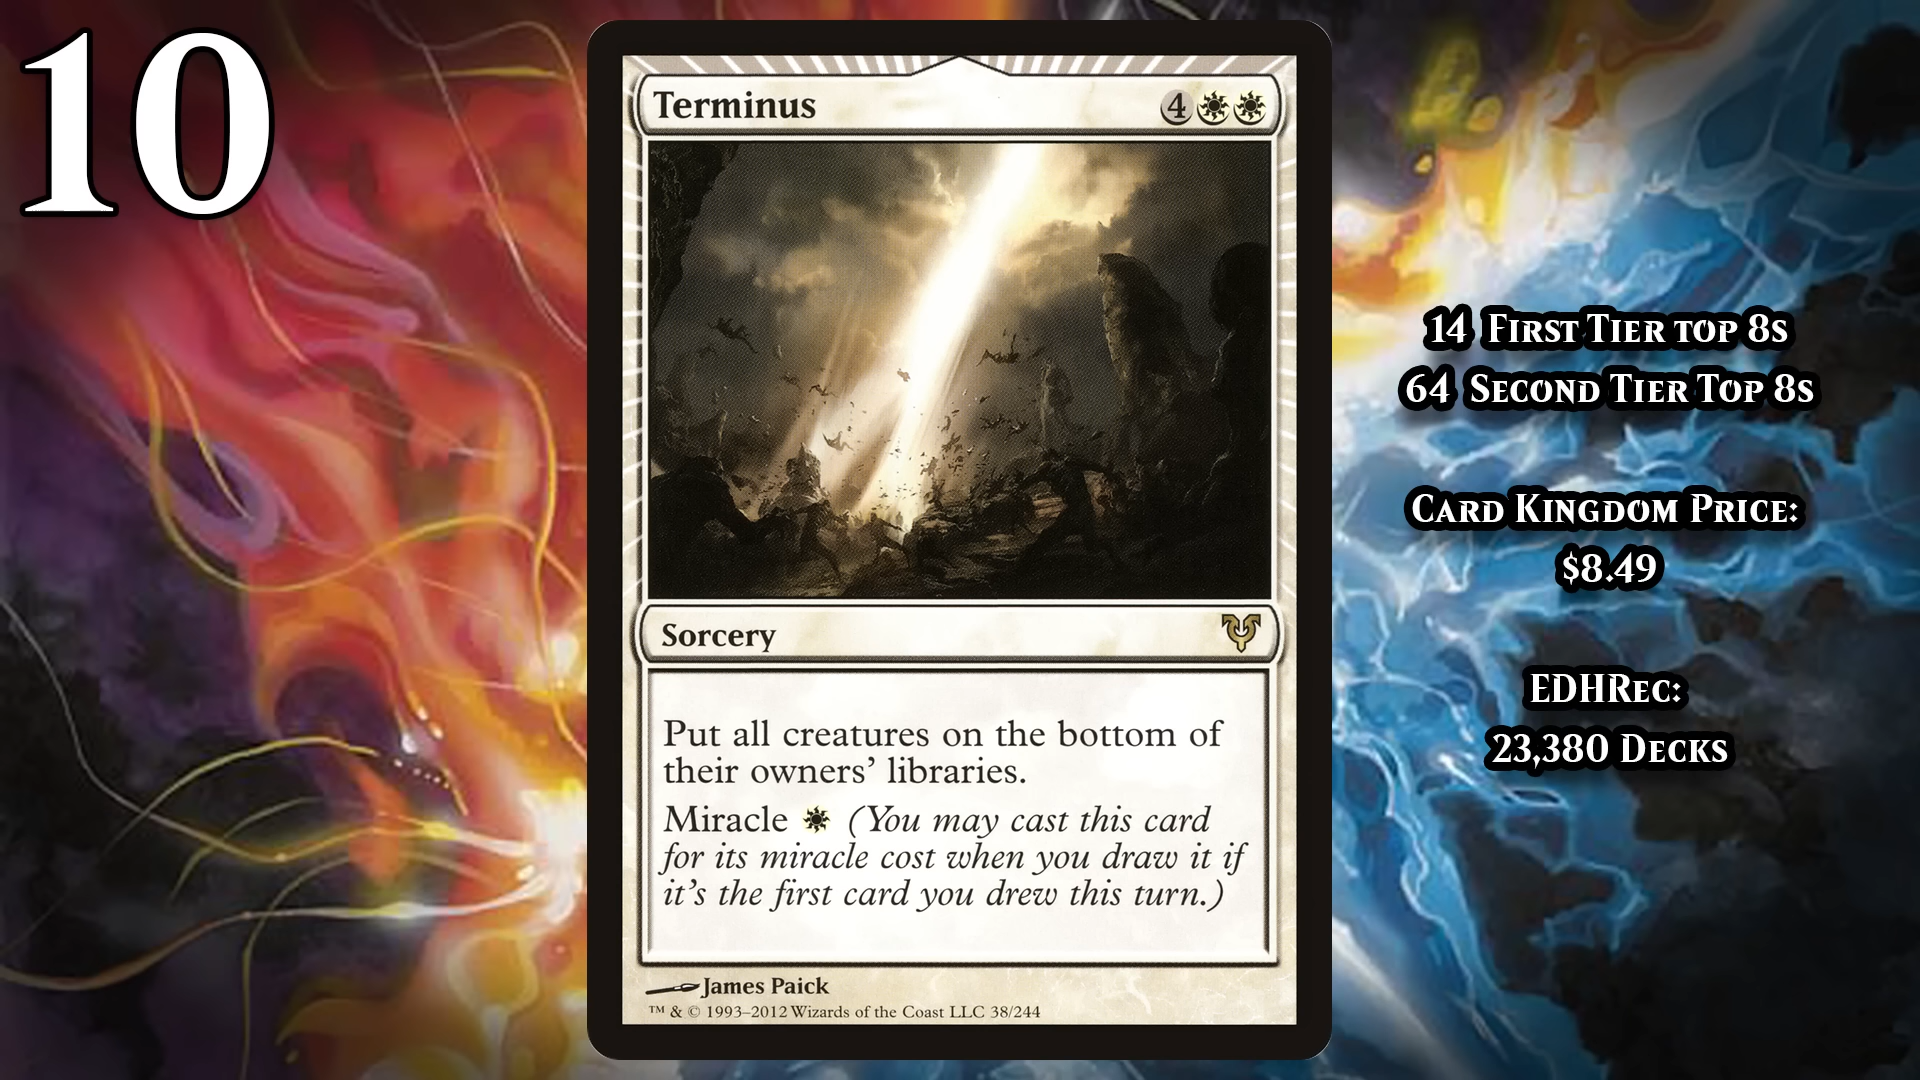 10
Terminus 4
Sorcery
Put all creatures on the bottom of
their owners’ libraries.
Miracle (You may cast this card
for its miracle cost when you draw it if
it’s the first card you drew this turn.)
James Paick
™ & © 1993–2012 Wizards of the Coast LLC 38/244
14 First Tier top 8s
64 Second Tier Top 8s
Card Kingdom Price:
$8.49
EDHRec:
23,380 Decks